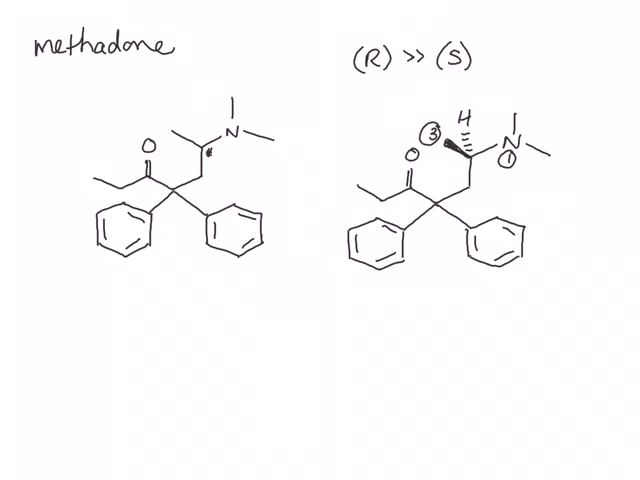 methadone
(R) >> (S)
H
③
O
N
O
N
①